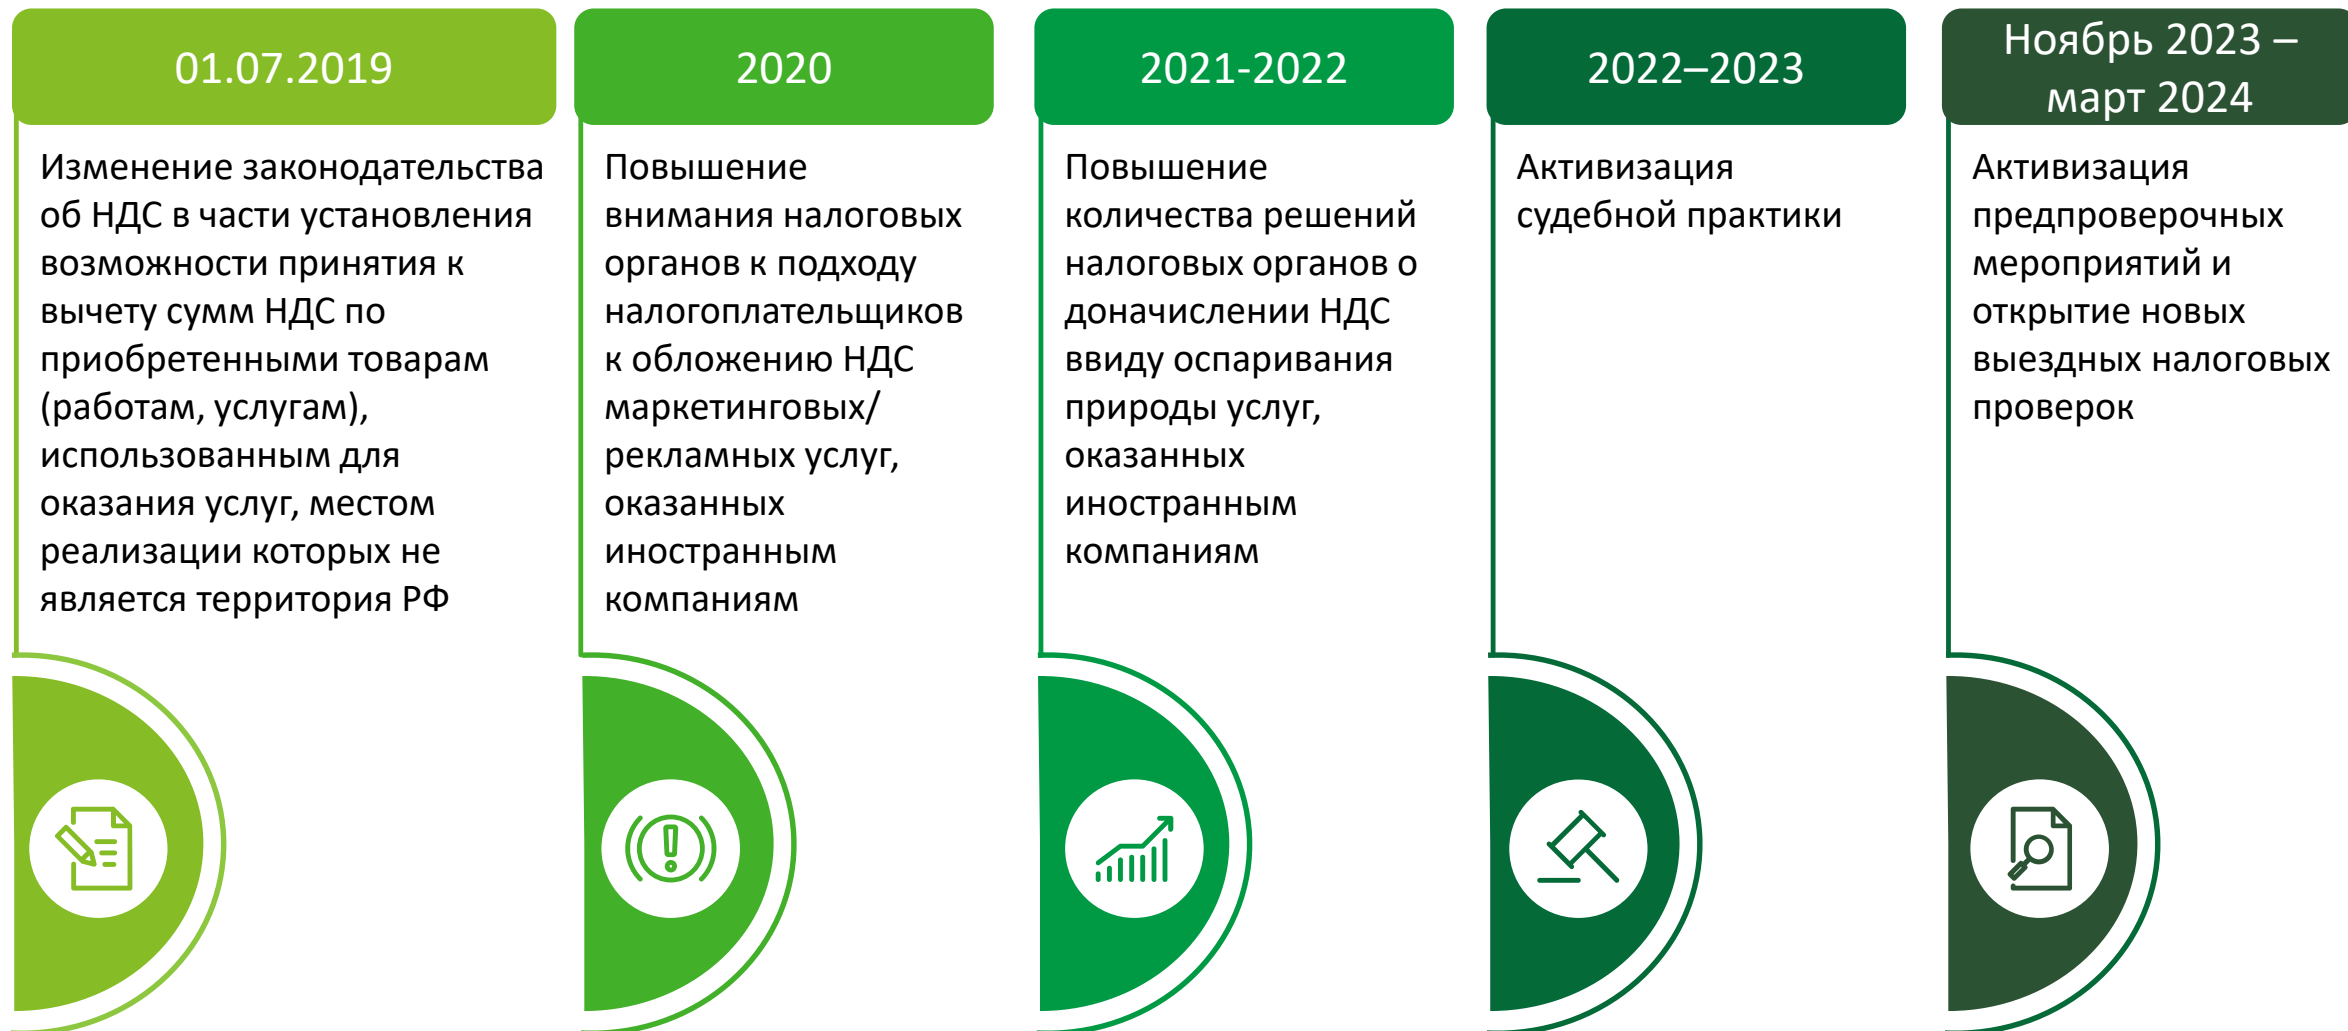 01.07.2019
Изменение законодательства
об НДС в части установления
возможности принятия к
вычету сумм НДС по
приобретенными товарам
(работам, услугам),
использованным для
оказания услуг, местом
реализации которых не
является территория РФ
2020
Повышение
внимания налоговых
органов к подходу
налогоплательщиков
к обложению НДС
маркетинговых/
рекламных услуг,
оказанных
иностранным
компаниям
2021-2022
Повышение
количества решений
налоговых органов о
доначислении НДС
ввиду оспаривания
природы услуг,
оказанных
иностранным
компаниям
2022–2023
Активизация
судебной практики
Ноябрь 2023 –
март 2024
Активизация
предпроверочных
мероприятий и
открытие новых
выездных налоговых
проверок